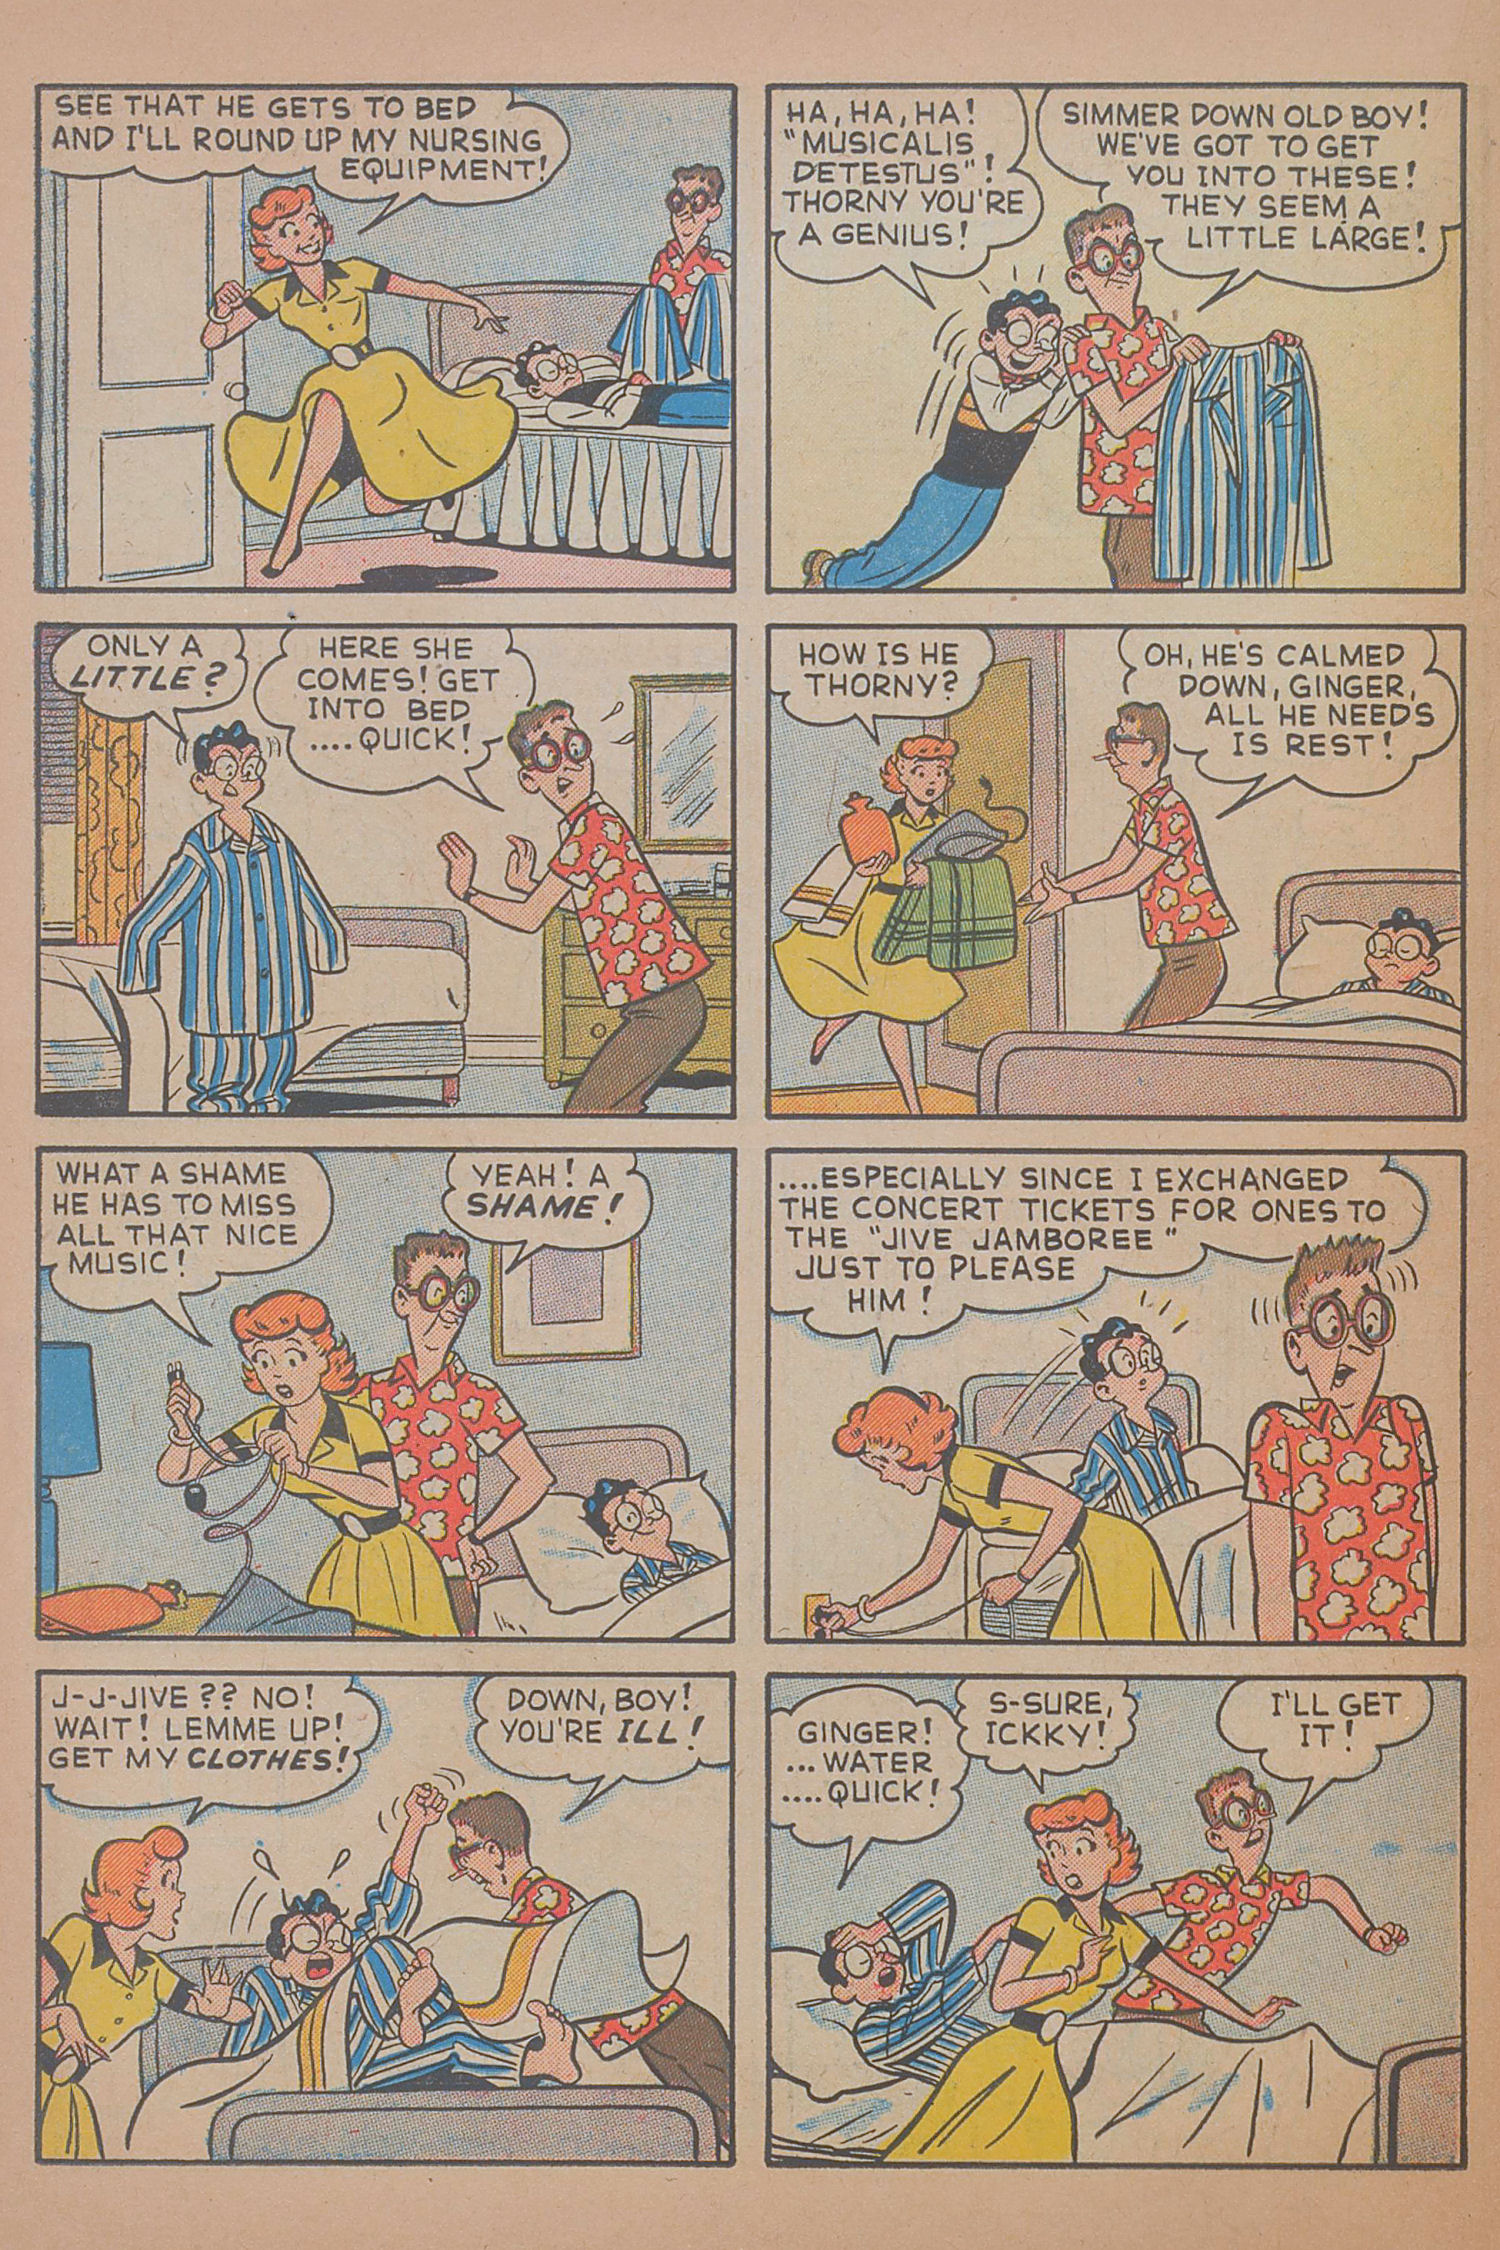 SEE THAT HE GETS TO BED
AND I'LL ROUND UP MY NURSING
EQUIPMENT!
HA, HA, HA!
"MUSICALIS
DETESTUS"!
THORNY YOU'RE
A GENIUS!
SIMMER DOWN OLD BOY!
WE'VE GOT TO GET
YOU INTO THESE!
THEY SEEM A
LITTLE LARGE!
ONLY A
LITTLE?
HERE SHE
COMES! GET
INTO BED
....QUICK!
HOW IS HE
THORNY?
OH, HE'S CALMED
DOWN, GINGER,
ALL HE NEEDS
IS REST!
WHAT A SHAME
HE HAS TO MISS
ALL THAT NICE
MUSIC!
YEAH! A
SHAME!
....ESPECIALLY SINCE I EXCHANGED
THE CONCERT TICKETS FOR ONES TO
THE "JIVE JAMBOREE"
JUST TO PLEASE
HIM!
J-J-JIVE?? NO!
WAIT! LEMME UP!
GET MY CLOTHES!
DOWN, BOY!
YOU'RE ILL!
GINGER!
...WATER
....QUICK!
S-SURE,
ICKKY!
I'LL GET
IT!